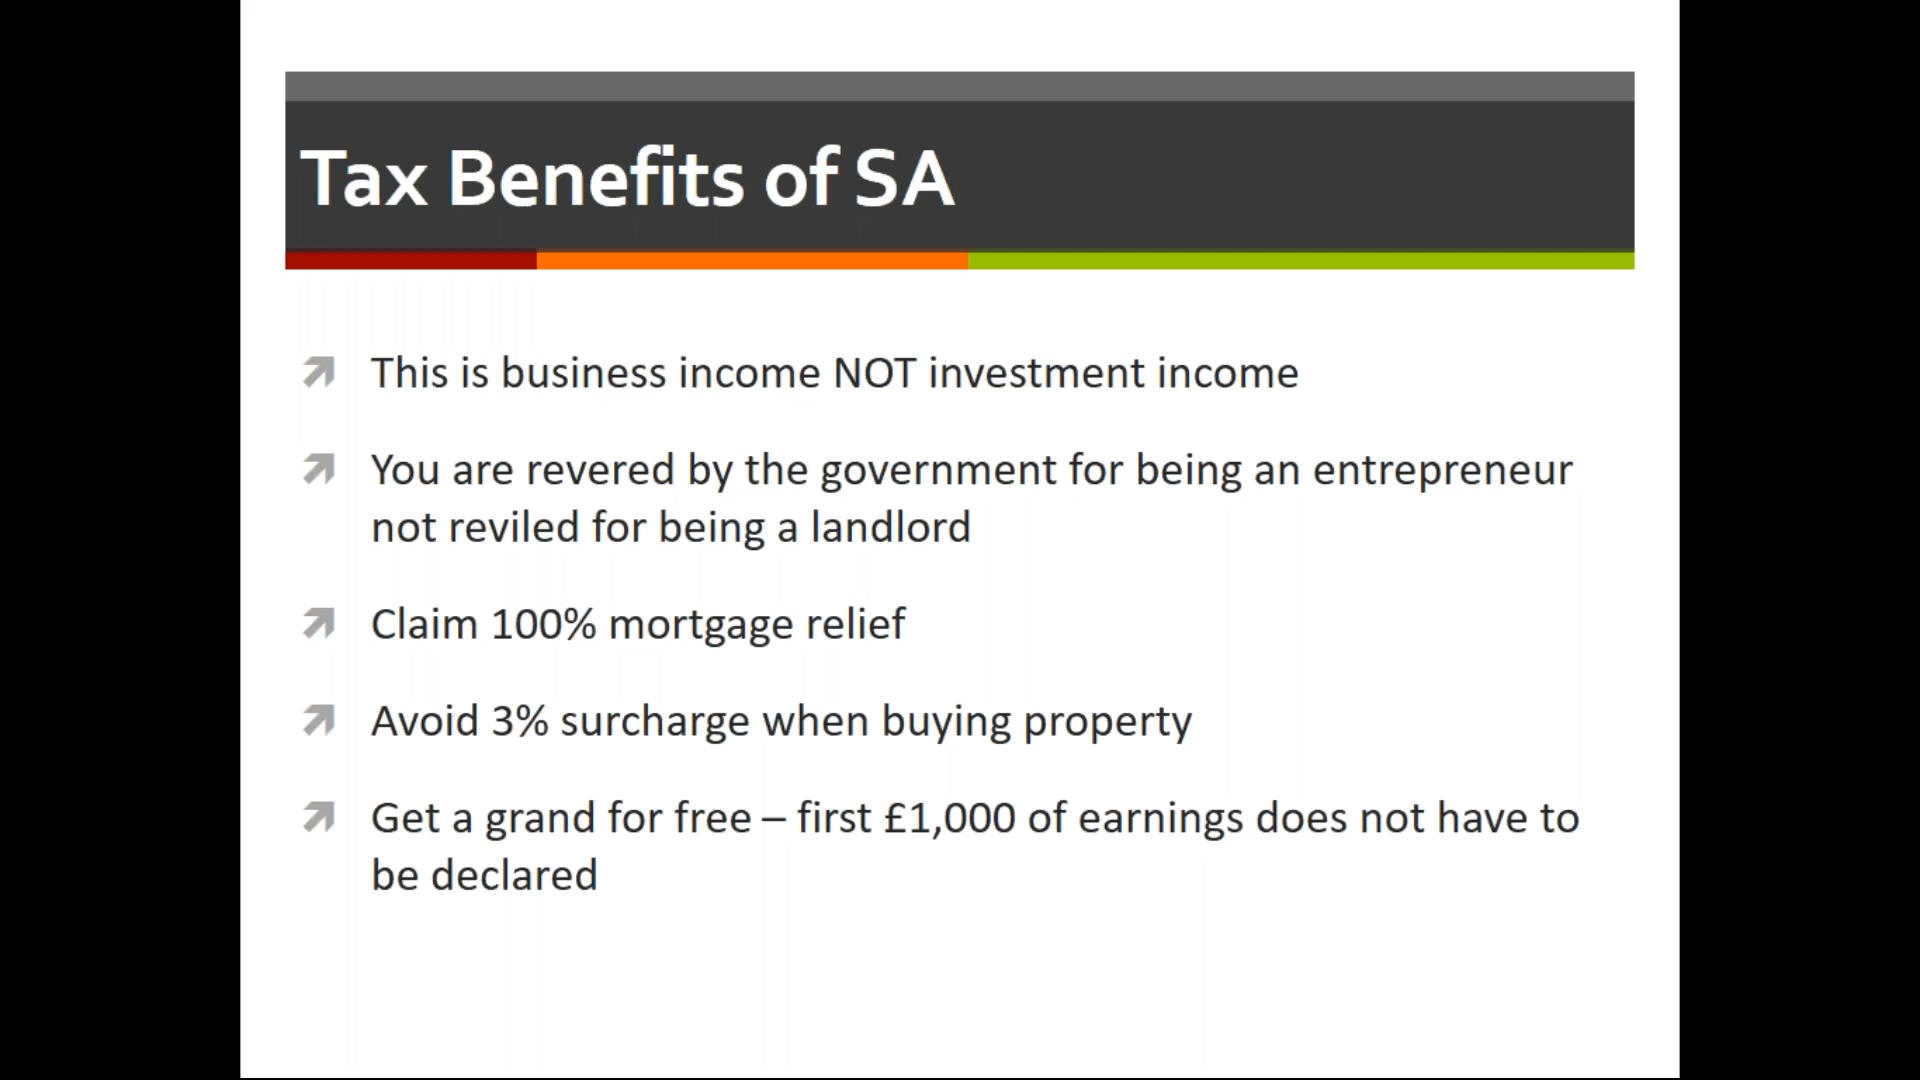 Tax Benefits of SA
This is business income NOT investment income
You are revered by the government for being an entrepreneur
not reviled for being a landlord
Claim 100% mortgage relief
Avoid 3% surcharge when buying property
Get a grand for free – first £1,000 of earnings does not have to
be declared